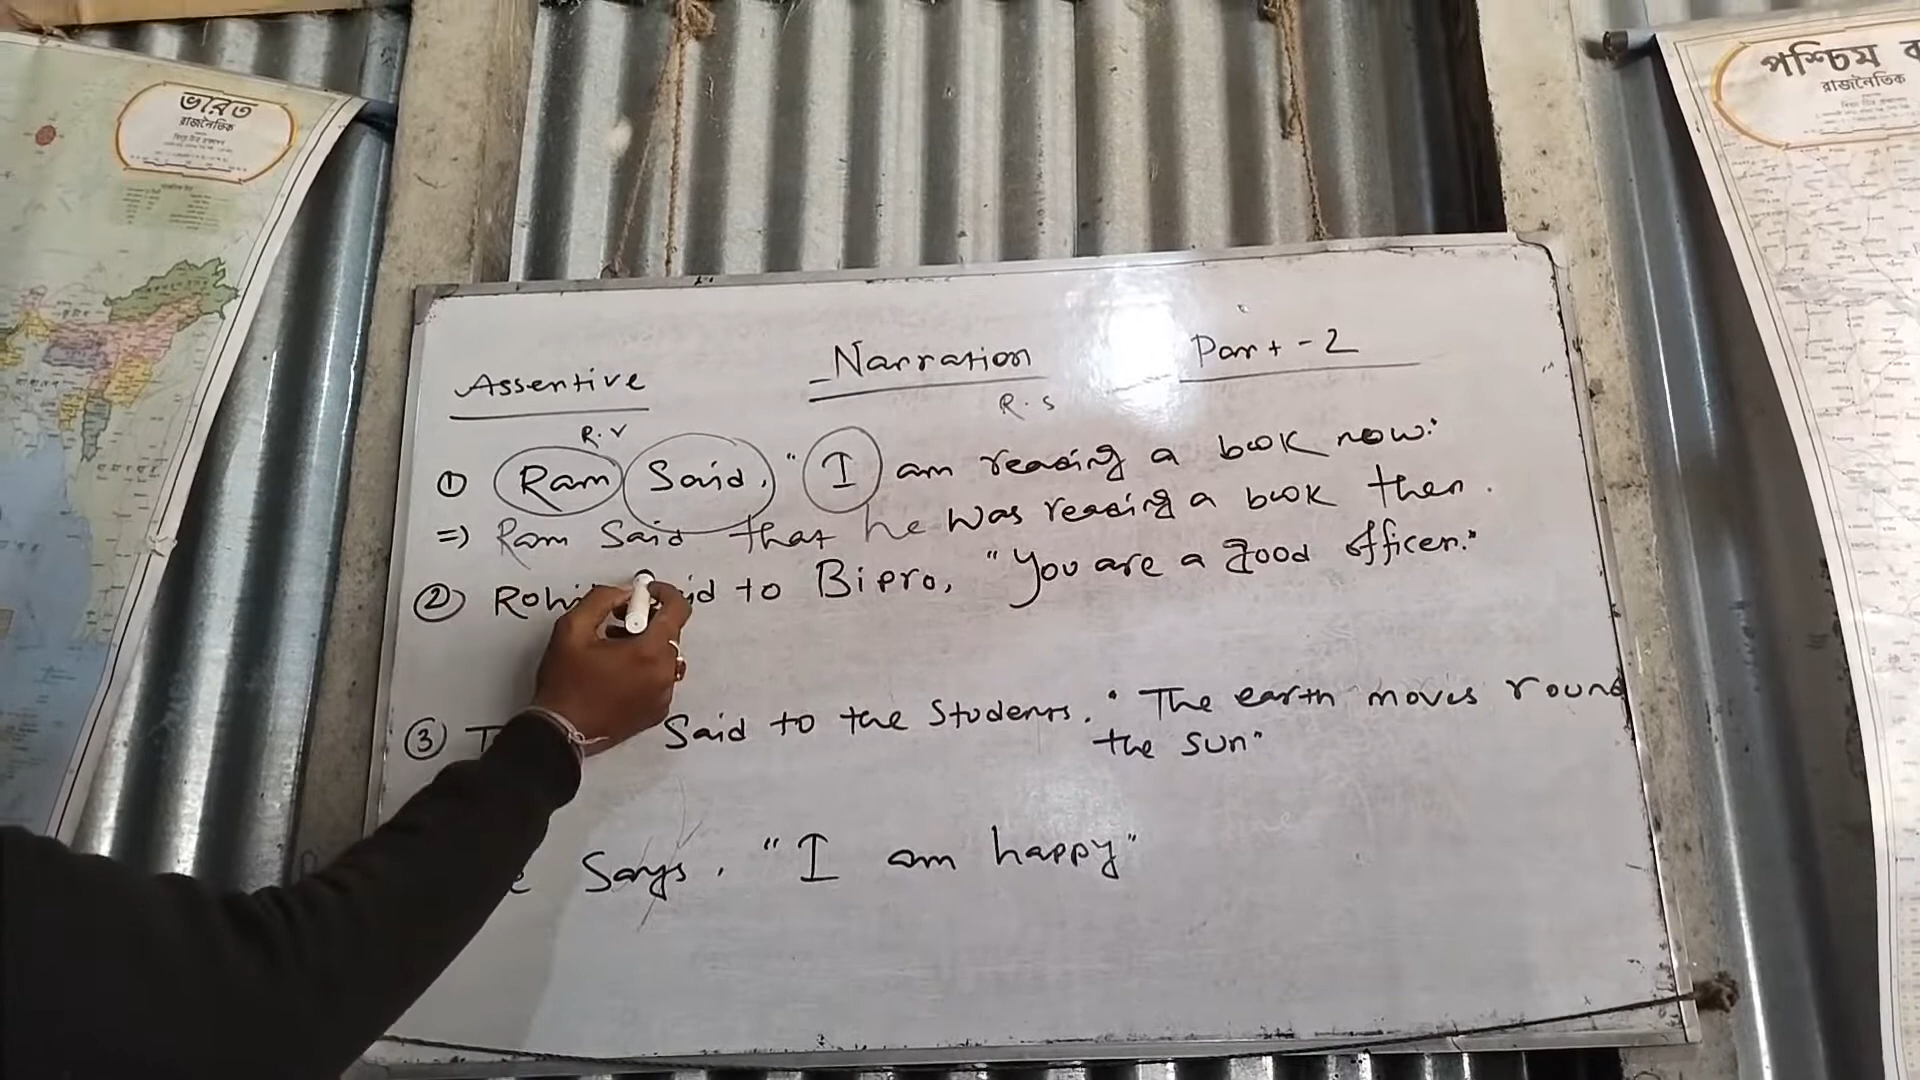 ভারত
রাজনৈতিক
পশ্চিম
রাজনৈতিক
Assertive
Narration
Part-2
R.V
R.S
① Ram Said, "I am reading a book now."
=> Ram Said that he was reading a book then.
② said to Bipro, "You are a good officer."
③ Said to the Students. "The earth moves round
the sun"
Says, "I am happy"